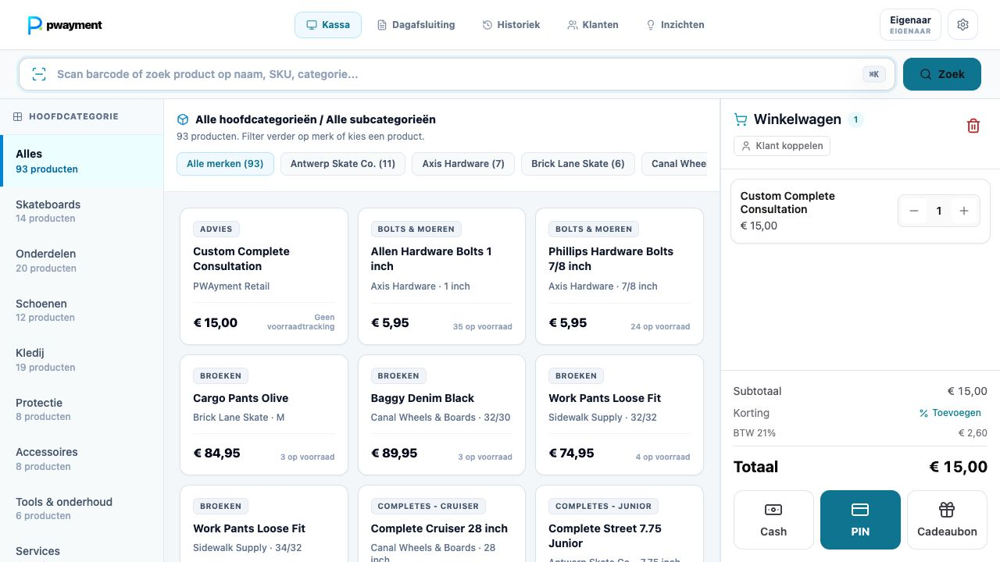 pwayment
Kassa
Dagafsluiting
Historiek
Klanten
Inzichten
Eigenaar
EIGENAAR
Scan barcode of zoek product op naam, SKU, categorie...
⌘K
Zoek
HOOFDCATEGORIE
Alles
93 producten
Skateboards
14 producten
Onderdelen
20 producten
Schoenen
12 producten
Kledij
19 producten
Protectie
8 producten
Accessoires
8 producten
Tools & onderhoud
6 producten
Services
Alle hoofdcategorieën / Alle subcategorieën
93 producten. Filter verder op merk of kies een product.
Alle merken (93)
Antwerp Skate Co. (11)
Axis Hardware (7)
Brick Lane Skate (6)
Canal Whee
ADVIES
Custom Complete
Consultation
PWAyment Retail
€ 15,00
Geen
voorraadtracking
BOLTS & MOEREN
Allen Hardware Bolts 1
inch
Axis Hardware · 1 inch
€ 5,95
35 op voorraad
BOLTS & MOEREN
Phillips Hardware Bolts
7/8 inch
Axis Hardware · 7/8 inch
€ 5,95
24 op voorraad
BROEKEN
Cargo Pants Olive
Brick Lane Skate · M
€ 84,95
3 op voorraad
BROEKEN
Baggy Denim Black
Canal Wheels & Boards · 32/30
€ 89,95
3 op voorraad
BROEKEN
Work Pants Loose Fit
Sidewalk Supply · 32/32
€ 74,95
4 op voorraad
BROEKEN
Work Pants Loose Fit
Sidewalk Supply · 34/32
COMPLETES - CRUISER
Complete Cruiser 28 inch
Canal Wheels & Boards · 28
inch
COMPLETES - JUNIOR
Complete Street 7.75
Junior
Antwerp Skate Co. · 7.75 inch
Winkelwagen
1
Klant koppelen
Custom Complete
Consultation
€ 15,00
1
Subtotaal
€ 15,00
Korting
Toevoegen
BTW 21%
€ 2,60
Totaal
€ 15,00
Cash
PIN
Cadeaubon